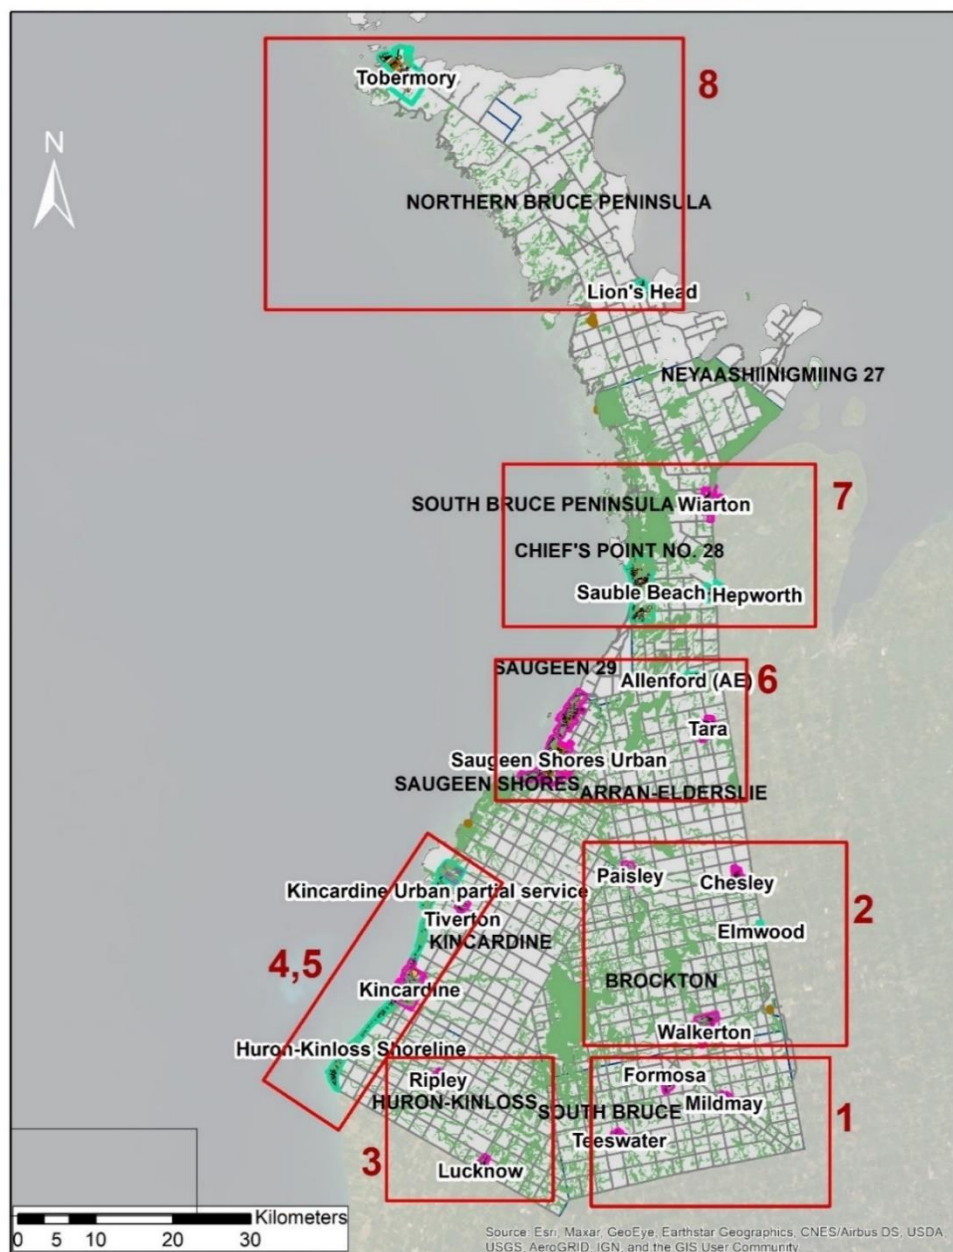 Tobermory
8
N
NORTHERN BRUCE PENINSULA
Lion's Head
NEYAASHIINIGMIING 27
7
SOUTH BRUCE PENINSULA
Wiarton
CHIEF'S POINT NO. 28
Sauble Beach
Hepworth
SAUGEEN 29
Allenford (AE)
6
Tara
Saugeen Shores Urban
SAUGEEN SHORES
ARRAN-ELDERSLIE
Paisley
Chesley
Kincardine Urban partial service
2
Tiverton
Elmwood
KINCARDINE
4,5
Kincardine
BROCKTON
Walkerton
Huron-Kinloss Shoreline
Ripley
Formosa
HURON-KINLOSS
SOUTH BRUCE
Mildmay
1
Teeswater
3
Lucknow
Kilometers
0 5 10 20 30
Source: Esri, Maxar, GeoEye, Earthstar Geographics, CNES/Airbus DS, USDA,
USGS, AeroGRID, IGN, and the GIS User Community